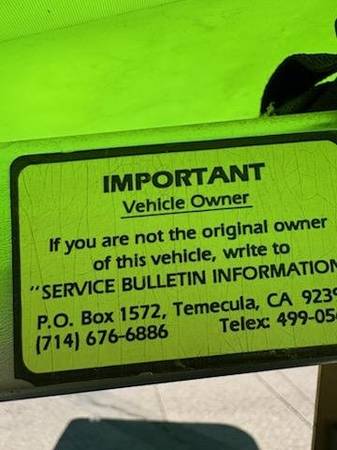 IMPORTANT
Vehicle Owner
If you are not the original owner
of this vehicle, write to
"SERVICE BULLETIN INFORMATION
P.O. Box 1572, Temecula, CA
(714) 676-6886 Telex: